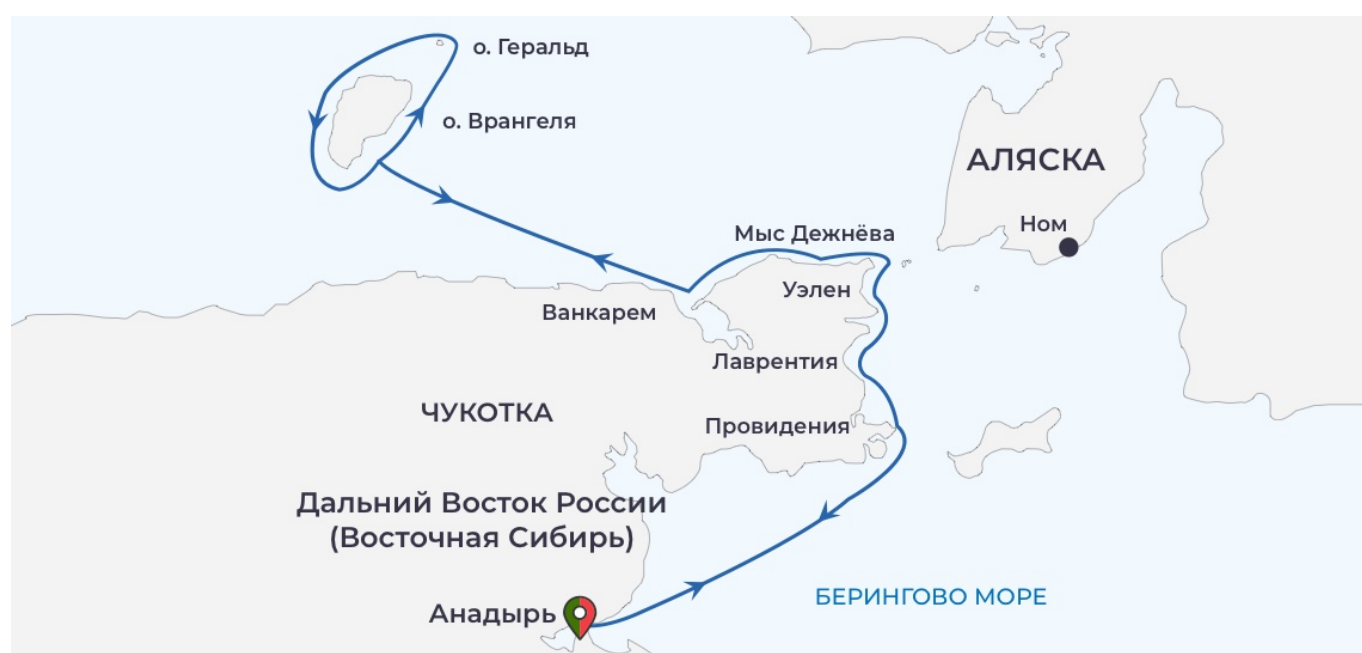 о. Геральд
о. Врангеля
АЛЯСКА
Ном
Мыс Дежнёва
Уэлен
Ванкарем
Лаврентия
ЧУКОТКА
Провидения
Дальний Восток России
(Восточная Сибирь)
БЕРИНГОВО МОРЕ
Анадырь